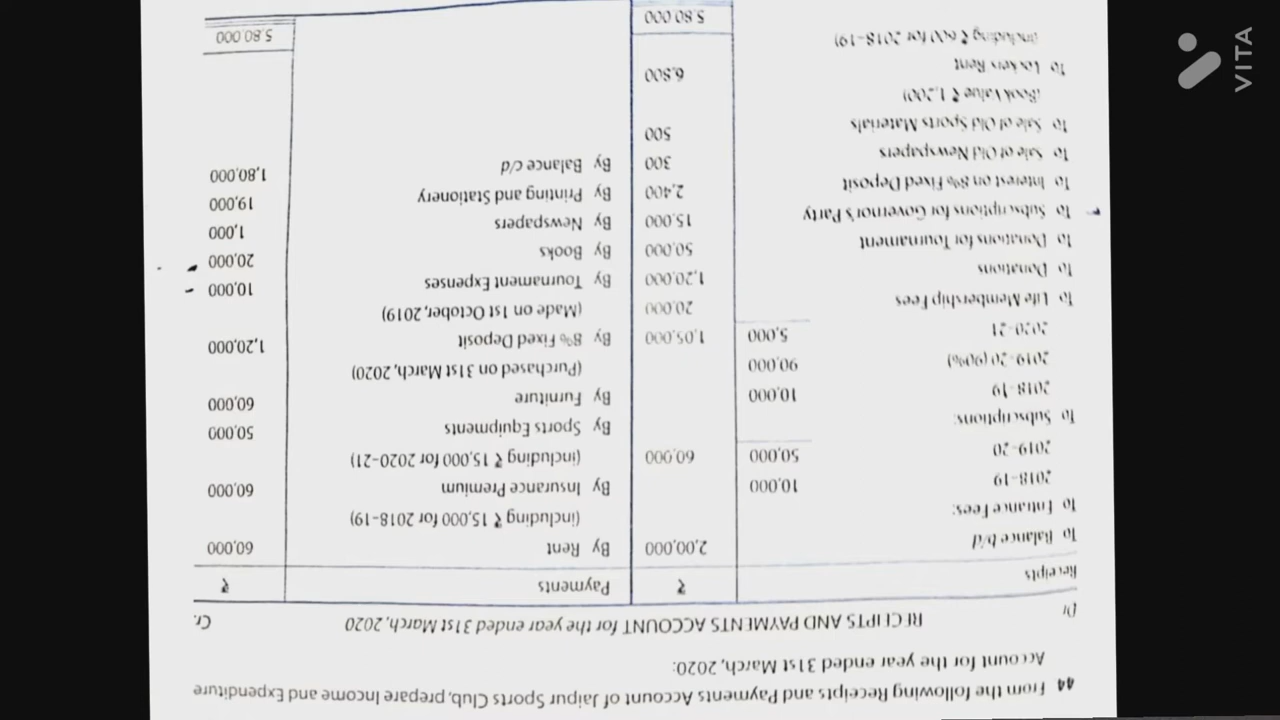 44 From the following Receipts and Payments Account of Jaipur Sports Club, prepare Income and Expenditure
Account for the year ended 31st March, 2020:
Dr RECEIPTS AND PAYMENTS ACCOUNT for the year ended 31st March, 2020 Cr.
Receipts ₹ Payments ₹
To Balance b/d 2,00,000 By Rent 60,000
To Entrance Fees: (including ₹ 15,000 for 2018-19)
2018-19 10,000 By Insurance Premium 60,000
2019-20 50,000 60,000 (including ₹ 15,000 for 2020-21)
To Subscriptions: By Sports Equipments 50,000
2018-19 10,000 By Furniture 60,000
2019-20 (90%) 90,000 (Purchased on 31st March, 2020)
2020-21 5,000 1,05,000 By 8% Fixed Deposit 1,20,000
To Life Membership Fees 20,000 (Made on 1st October, 2019)
To Donations 1,20,000 By Tournament Expenses 10,000
To Donations for Tournament 50,000 By Books 20,000
To Subscriptions for Governor's Party 15,000 By Newspapers 1,000
To Interest on 8% Fixed Deposit 2,400 By Printing and Stationery 19,000
To Sale of Old Newspapers 300 By Balance c/d 1,80,000
To Sale of Old Sports Materials 500
(Book Value ₹ 1,200)
To Lockers Rent 6,800
(including ₹ 600 for 2018-19)
5,80,000 5,80,000
VITA